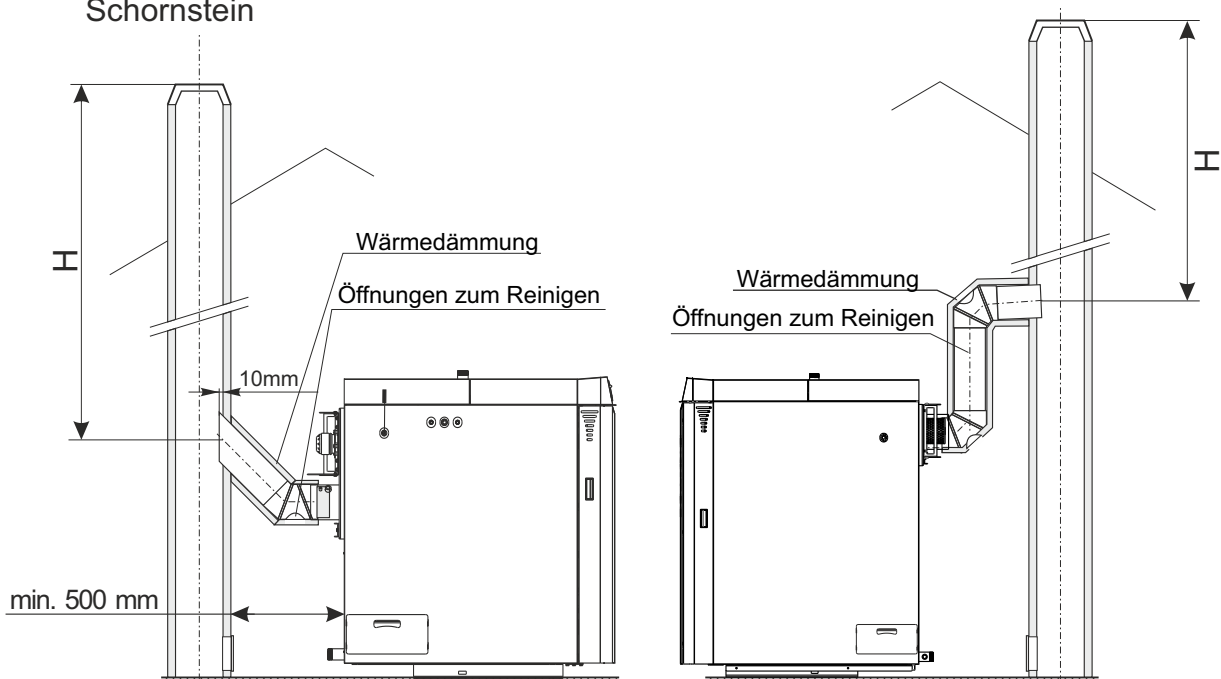 Schornstein
H
Wärmedämmung
Öffnungen zum Reinigen
10mm
min. 500 mm
H
Wärmedämmung
Öffnungen zum Reinigen